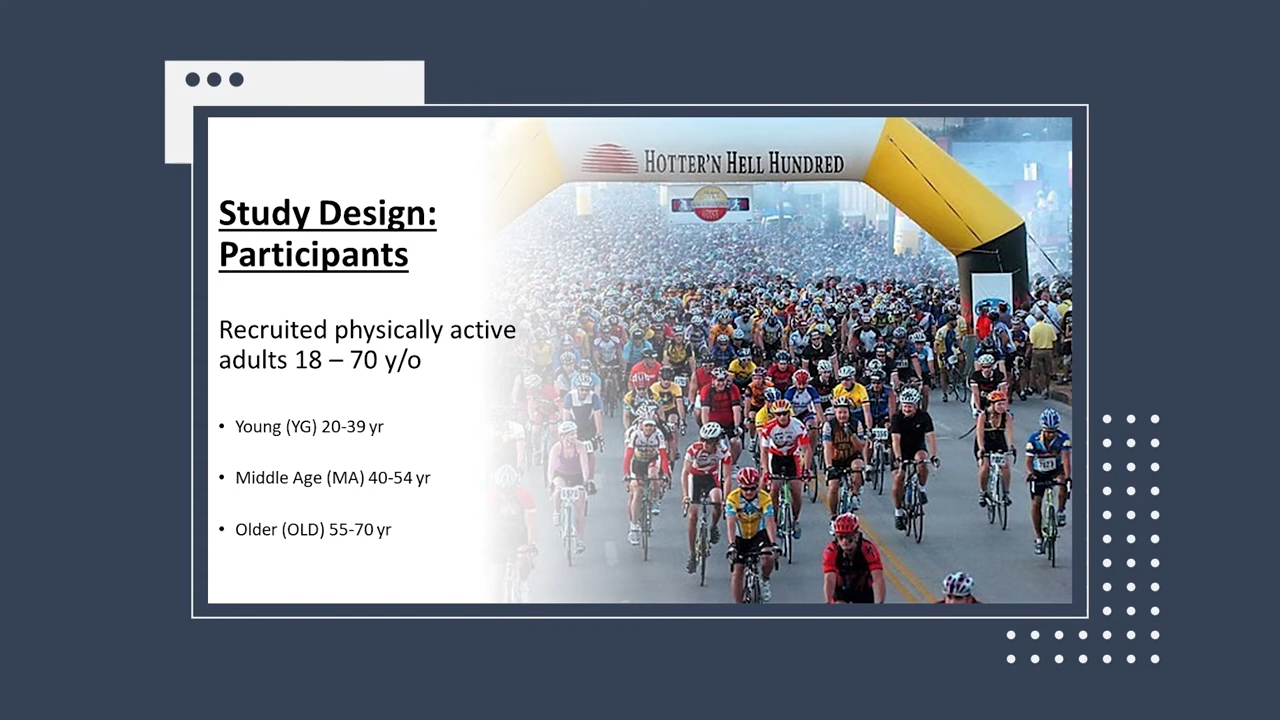 HOTTER'N HELL HUNDRED
Study Design:
Participants
Recruited physically active
adults 18 – 70 y/o
• Young (YG) 20-39 yr
• Middle Age (MA) 40-54 yr
• Older (OLD) 55-70 yr